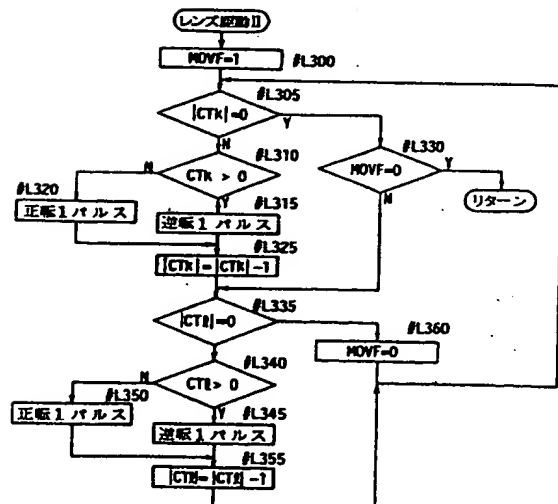 レンズ駆動II
MOVF=1
#L300
#L305
|CTk|=0
Y
N
#L310
CTk > 0
N
Y
#L330
MOVF=0
Y
N
リターン
#L320
正転1パルス
#L315
逆転1パルス
#L325
|CTk|=|CTk|-1
#L335
|CTl|=0
#L360
MOVF=0
#L340
CTl> 0
N
Y
#L350
正転1パルス
#L345
逆転1パルス
#L355
|CTl|=|CTl|-1